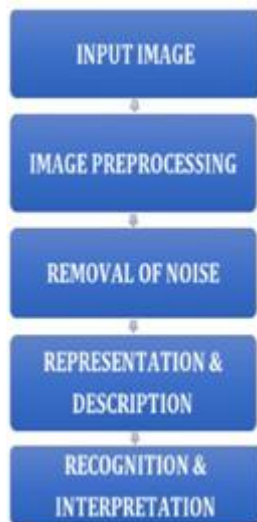 INPUT IMAGE
IMAGE PREPROCESSING
REMOVAL OF NOISE
REPRESENTATION &
DESCRIPTION
RECOGNITION &
INTERPRETATION